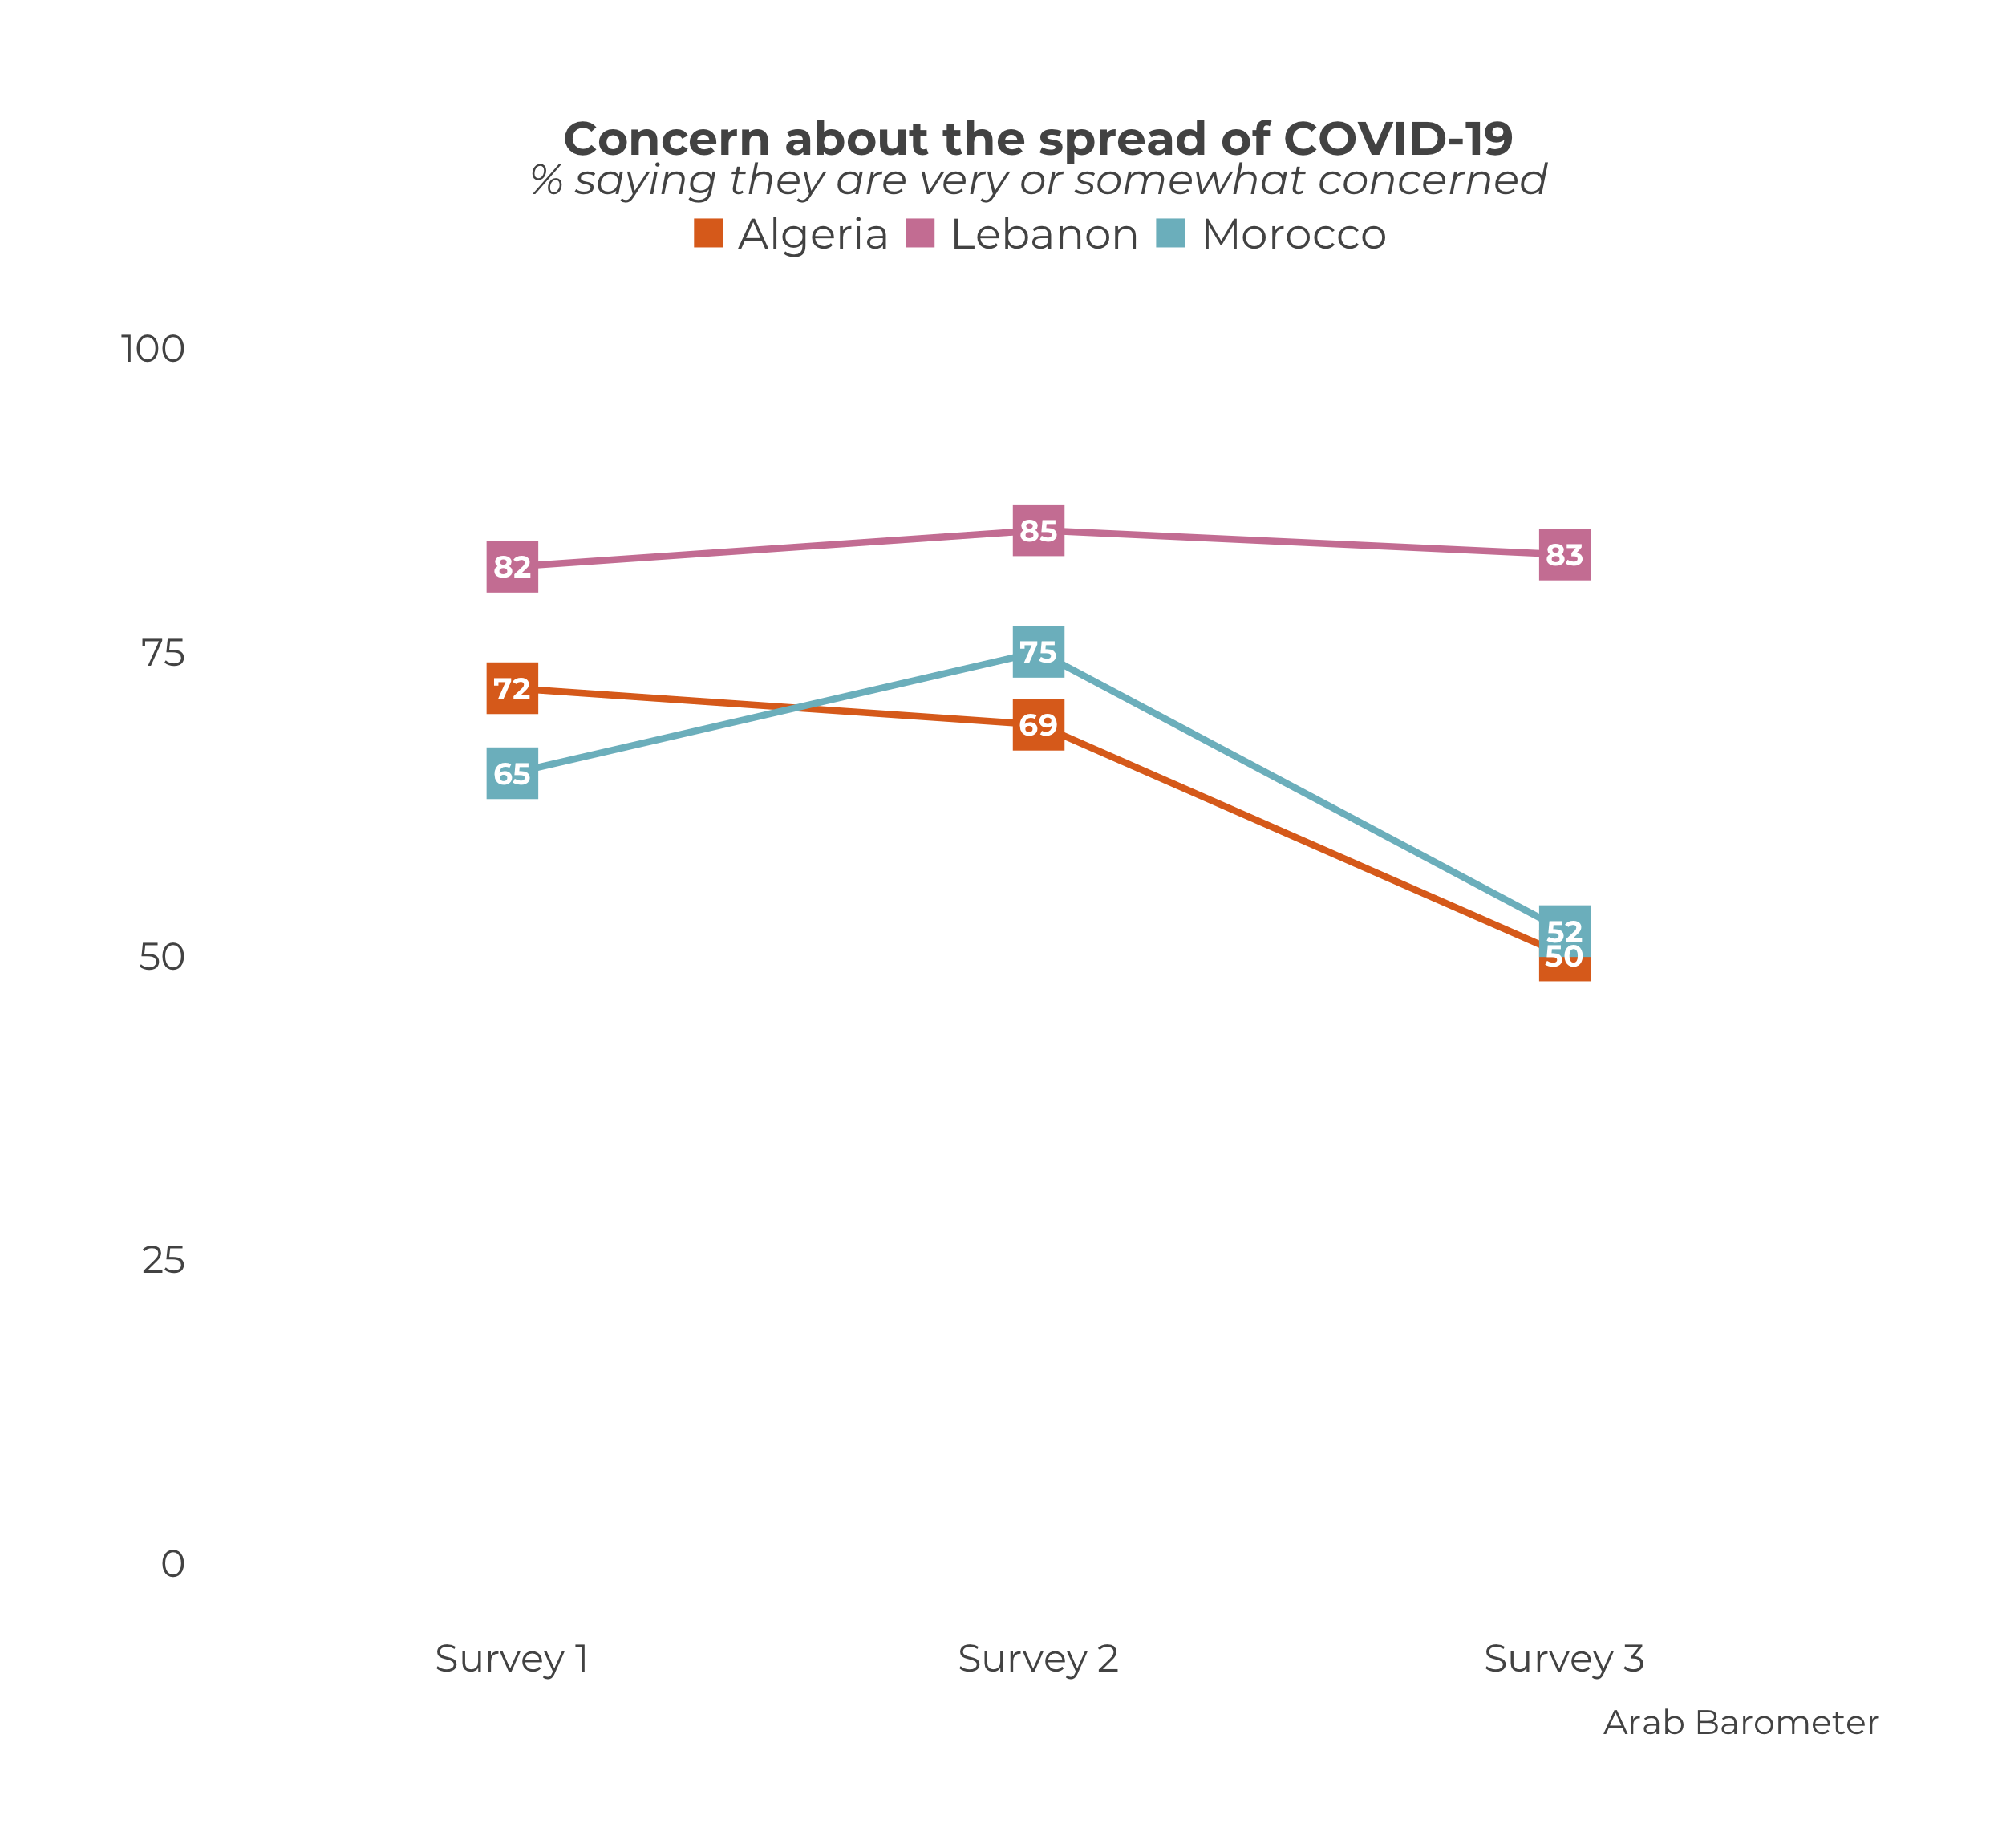 Concern about the spread of COVID-19
% saying they are very or somewhat concerned
Algeria Lebanon Morocco
100
85
83
82
75
75
72
69
65
52
50
50
25
0
Survey 1 Survey 2 Survey 3
Arab Barometer